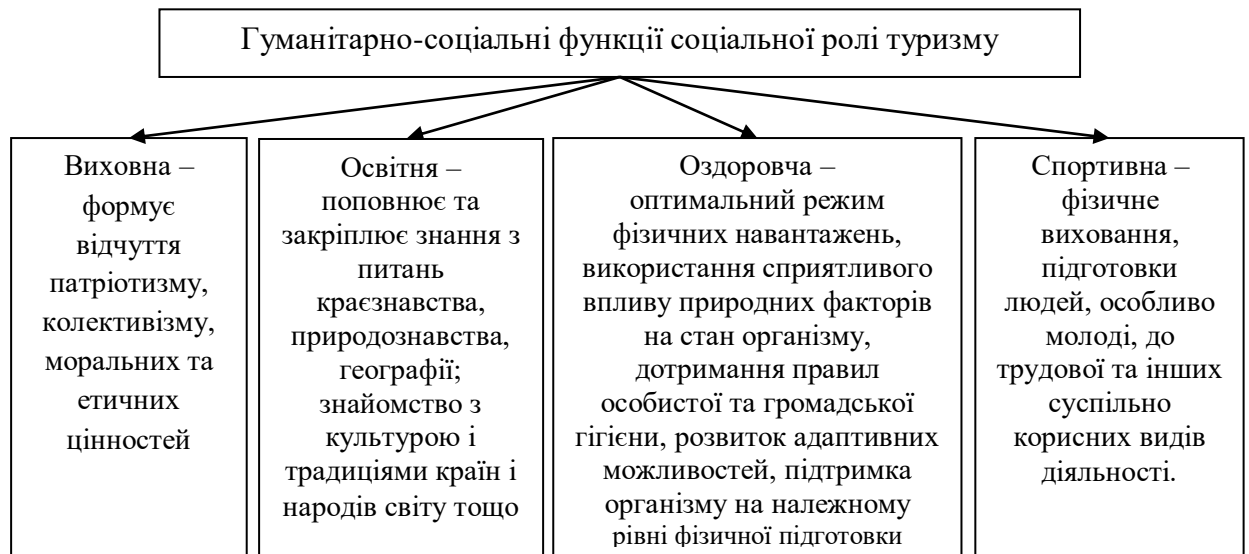 Гуманітарно-соціальні функції соціальної ролі туризму
Виховна –
формує
відчуття
патріотизму,
колективізму,
моральних та
етичних
цінностей
Освітня –
поповнює та
закріплює знання з
питань
краєзнавства,
природознавства,
географії;
знайомство з
культурою і
традиціями країн і
народів світу тощо
Оздоровча –
оптимальний режим
фізичних навантажень,
використання сприятливого
впливу природних факторів
на стан організму,
дотримання правил
особистої та громадської
гігієни, розвиток адаптивних
можливостей, підтримка
організму на належному
рівні фізичної підготовки
Спортивна –
фізичне
виховання,
підготовки
людей, особливо
молоді, до
трудової та інших
суспільно
корисних видів
діяльності.